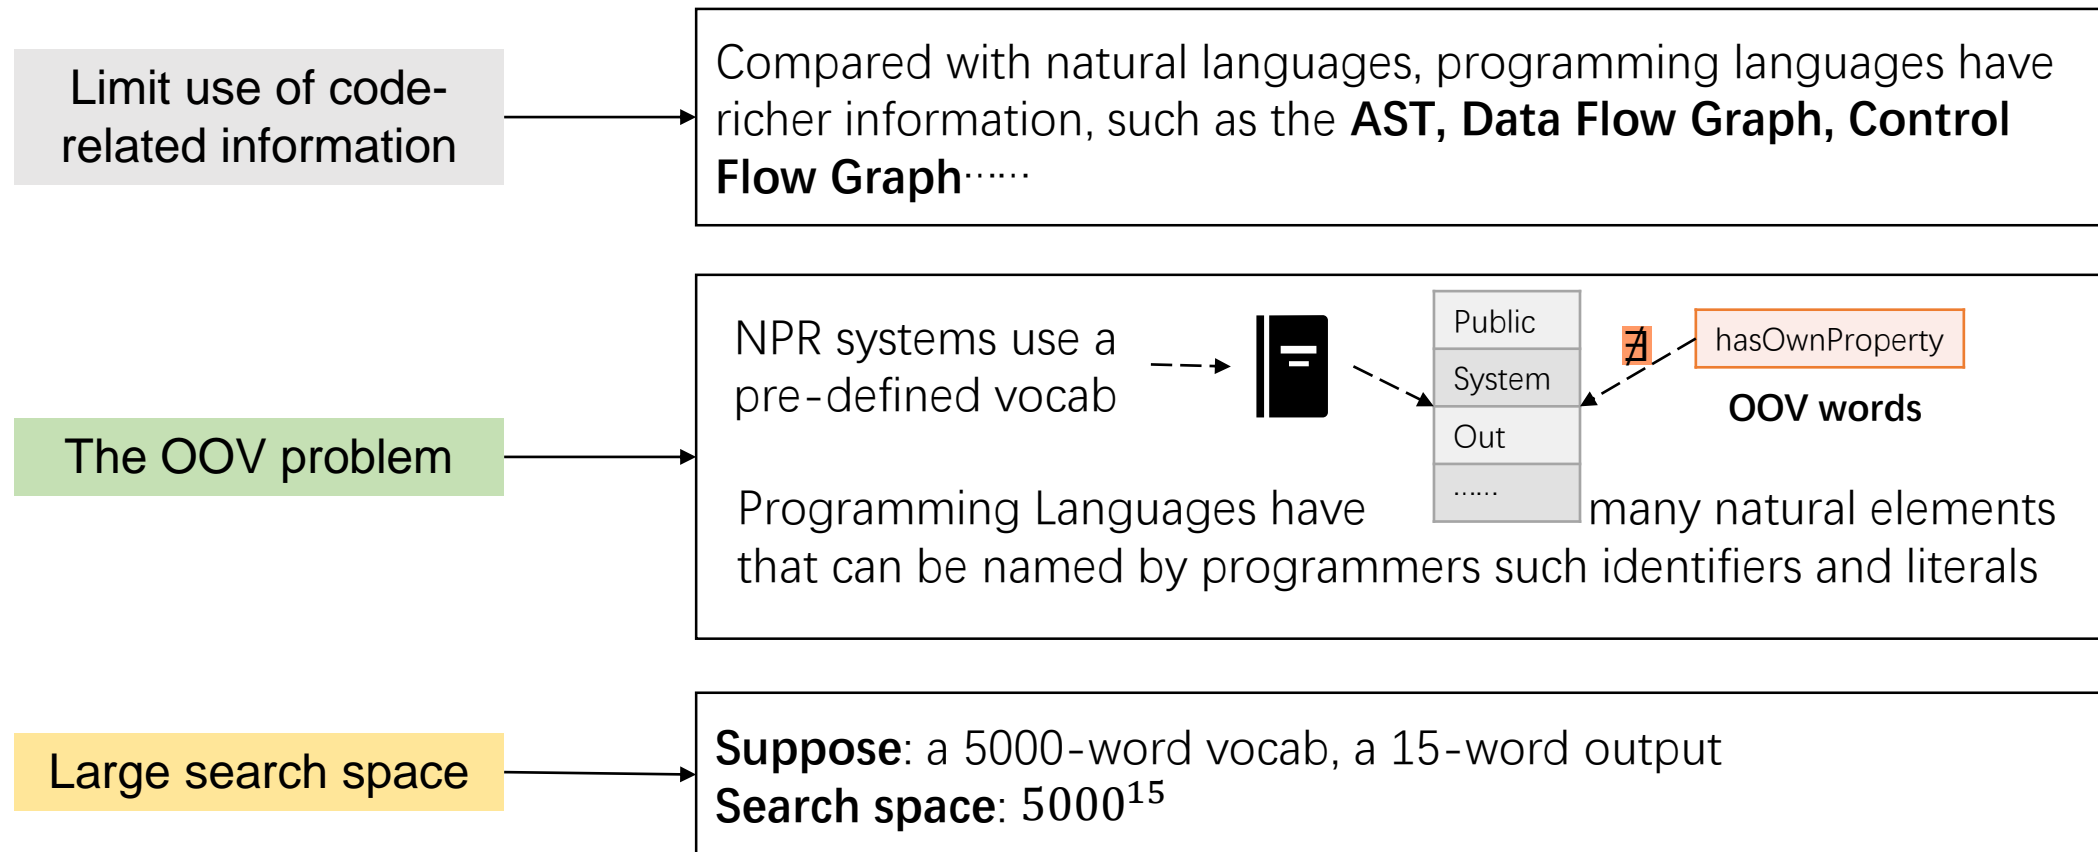 Limit use of code-
related information
Compared with natural languages, programming languages have
richer information, such as the AST, Data Flow Graph, Control
Flow Graph······
The OOV problem
NPR systems use a
pre-defined vocab
Public
System
Out
……
∄
hasOwnProperty
OOV words
Programming Languages have many natural elements
that can be named by programmers such identifiers and literals
Large search space
Suppose: a 5000-word vocab, a 15-word output
Search space: 5000¹⁵